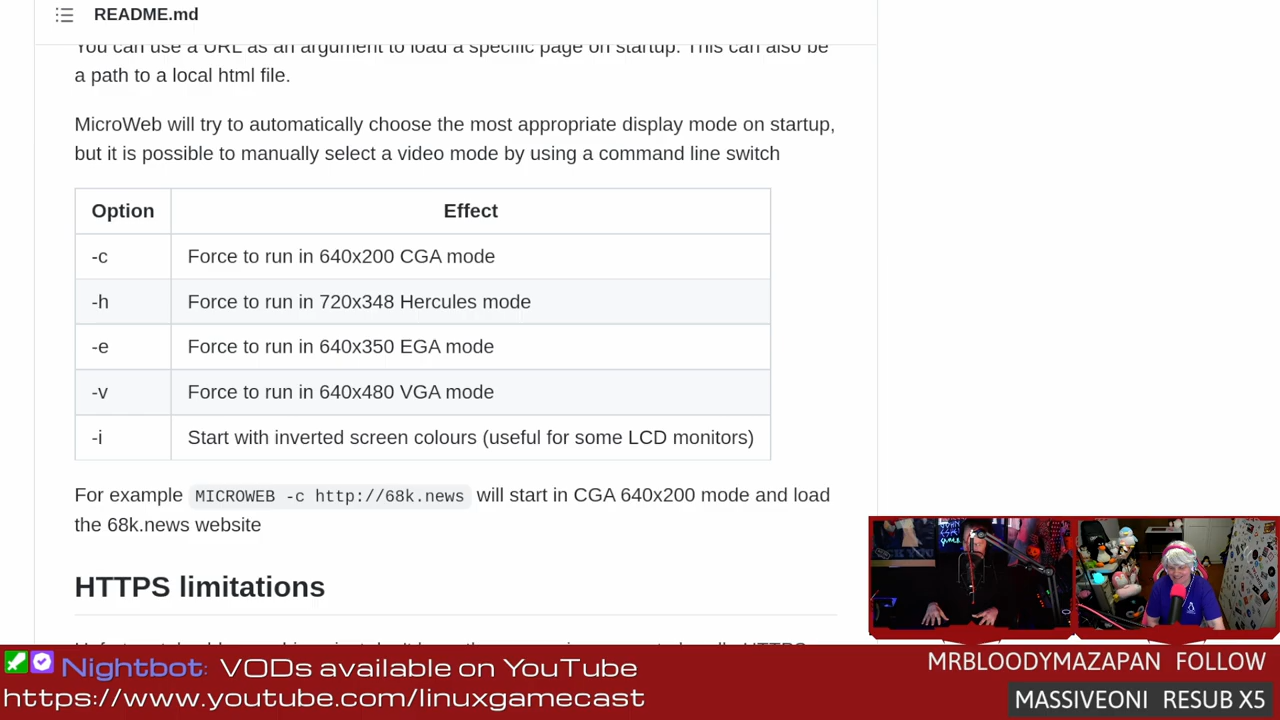 README.md
You can use a URL as an argument to load a specific page on startup. This can also be
a path to a local html file.
MicroWeb will try to automatically choose the most appropriate display mode on startup,
but it is possible to manually select a video mode by using a command line switch
Option Effect
-c Force to run in 640x200 CGA mode
-h Force to run in 720x348 Hercules mode
-e Force to run in 640x350 EGA mode
-v Force to run in 640x480 VGA mode
-i Start with inverted screen colours (useful for some LCD monitors)
For example MICROWEB -c http://68k.news will start in CGA 640x200 mode and load
the 68k.news website
HTTPS limitations
Nightbot: VODs available on YouTube
https://www.youtube.com/linuxgamecast
MRBLOODYMAZAPAN FOLLOW
MASSIVEONI RESUB X5